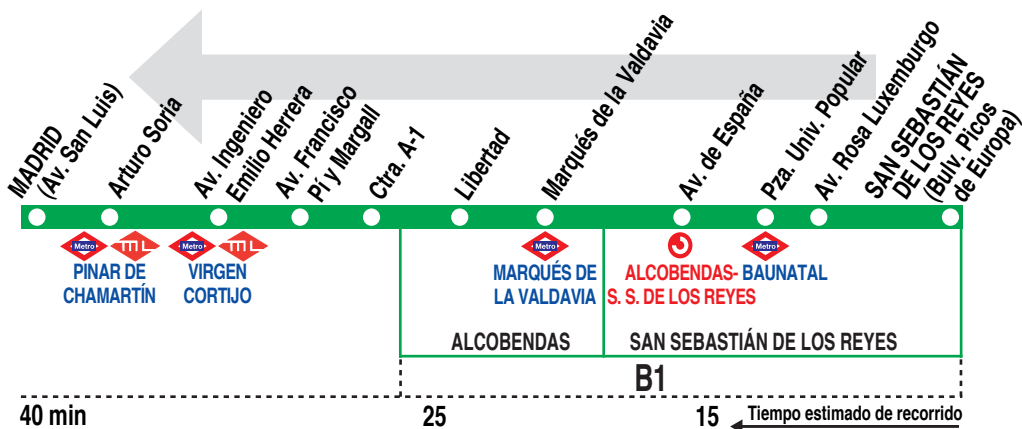 MADRID
(Av. San Luis)
Arturo Soria
Av. Ingeniero
Emilio Herrera
Av. Francisco
Pí y Margall
Ctra. A-1
Libertad
Marqués de la Valdavia
Av. de España
Pza. Univ. Popular
Av. Rosa Luxemburgo
SAN SEBASTIÁN
DE LOS REYES
(Bulv. Picos
de Europa)
Metro
ML
PINAR DE
CHAMARTÍN
Metro
ML
VIRGEN
CORTIJO
Metro
MARQUÉS DE
LA VALDAVIA
ALCOBENDAS-
S. S. DE LOS REYES
Metro
BAUNATAL
ALCOBENDAS
SAN SEBASTIÁN DE LOS REYES
B1
40 min
25
15
Tiempo estimado de recorrido